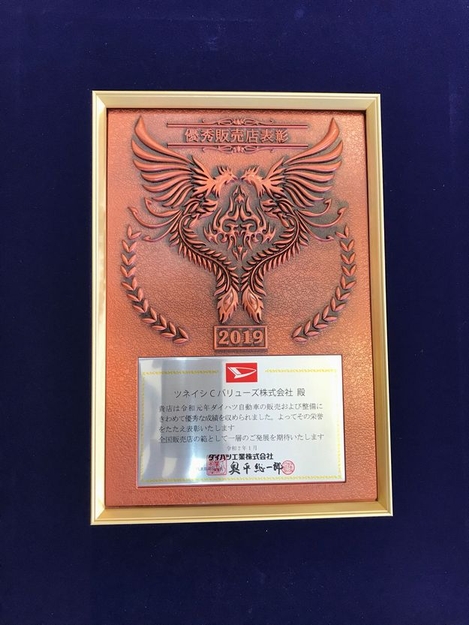 優秀販売店表彰
2019
ツネイシCバリューズ株式会社 殿
貴店は令和元年ダイハツ自動車の販売および整備に
きわめて優秀な成績を収められました。よってその栄誉
をたたえ表彰いたします
全国販売店の範として一層のご発展を期待いたします
令和2年1月
ダイハツ工業株式会社
奥平総一郎